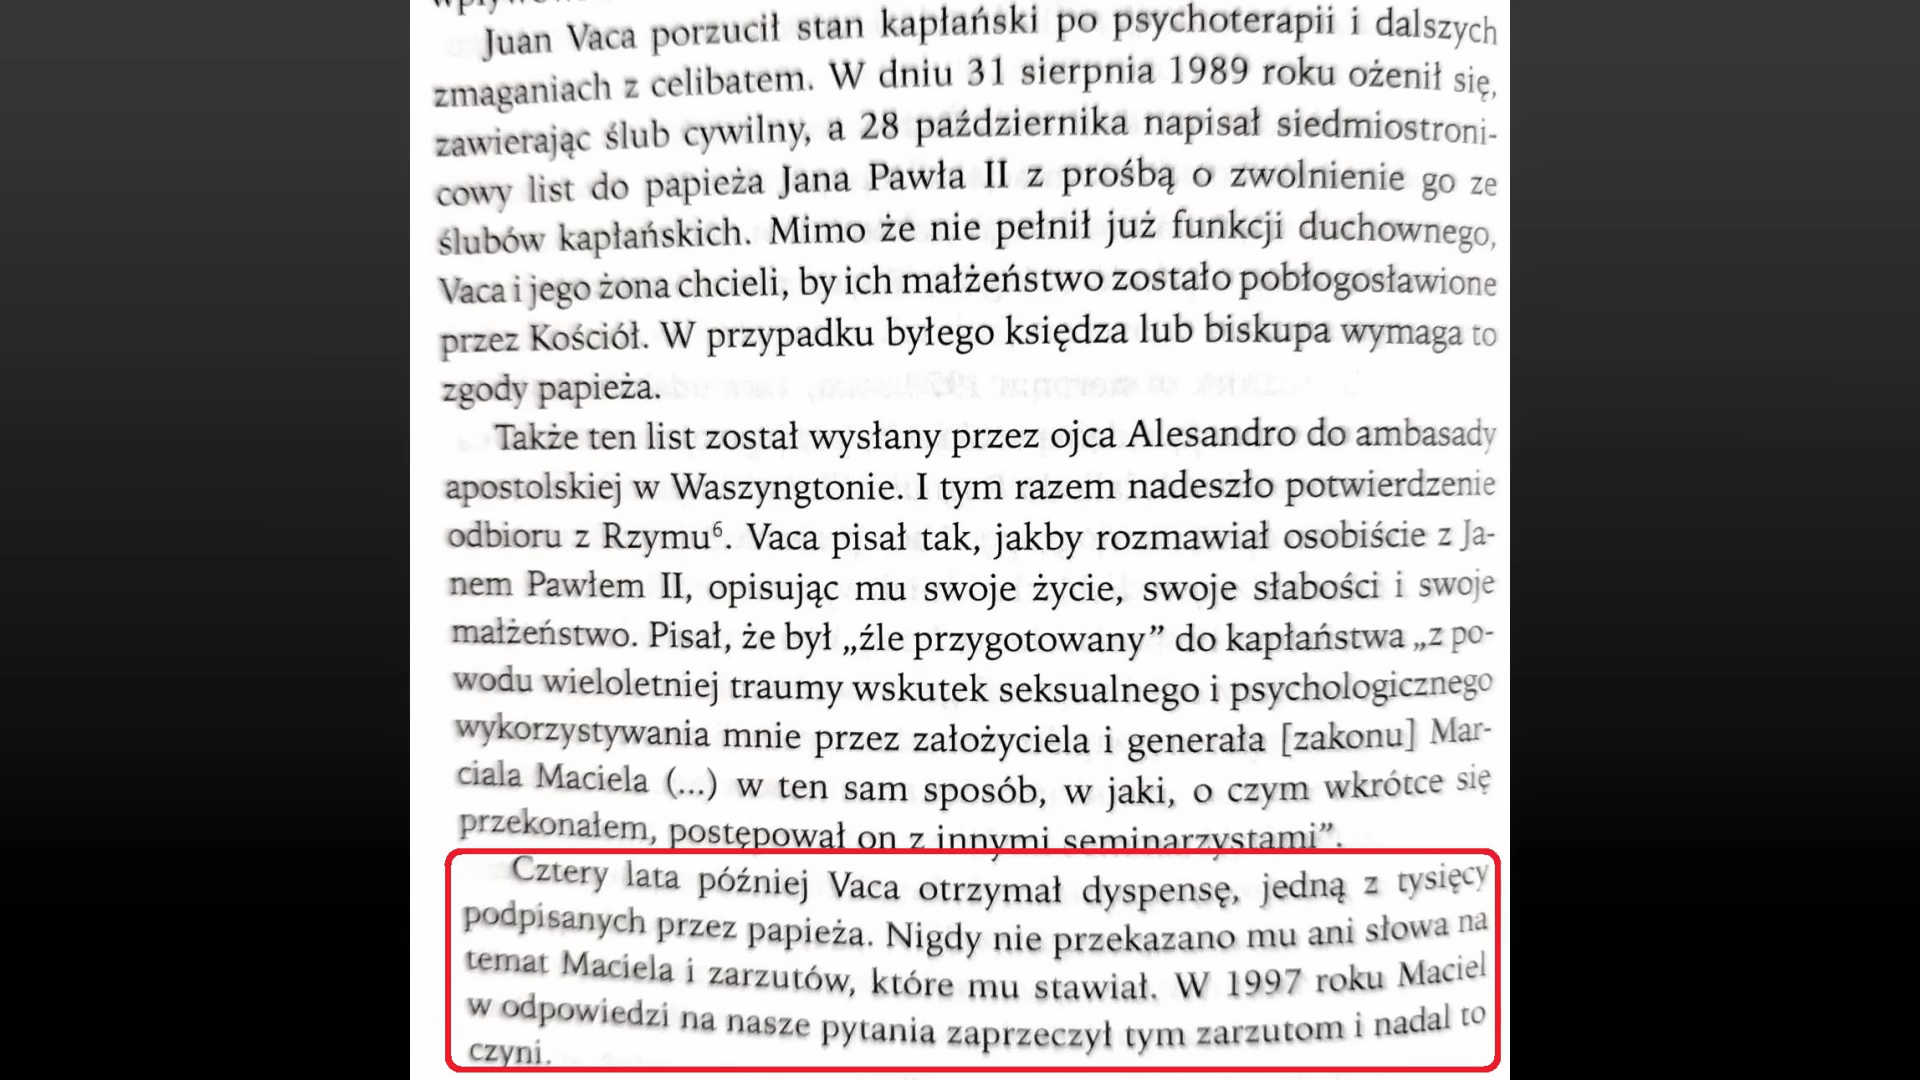 Juan Vaca porzucił stan kapłański po psychoterapii i dalszych
zmaganiach z celibatem. W dniu 31 sierpnia 1989 roku ożenił się,
zawierając ślub cywilny, a 28 października napisał siedmiostroni-
cowy list do papieża Jana Pawła II z prośbą o zwolnienie go ze
ślubów kapłańskich. Mimo że nie pełnił już funkcji duchownego,
Vaca i jego żona chcieli, by ich małżeństwo zostało pobłogosławione
przez Kościół. W przypadku byłego księdza lub biskupa wymaga to
zgody papieża.
Także ten list został wysłany przez ojca Alesandro do ambasady
apostolskiej w Waszyngtonie. I tym razem nadeszło potwierdzenie
odbioru z Rzymu⁶. Vaca pisał tak, jakby rozmawiał osobiście z Ja-
nem Pawłem II, opisując mu swoje życie, swoje słabości i swoje
małżeństwo. Pisał, że był „źle przygotowany” do kapłaństwa „z po-
wodu wieloletniej traumy wskutek seksualnego i psychologicznego
wykorzystywania mnie przez założyciela i generała [zakonu] Mar-
ciala Maciela (...) w ten sam sposób, w jaki, o czym wkrótce się
przekonałem, postępował on z innymi seminarzystami”.
Cztery lata później Vaca otrzymał dyspensę, jedną z tysięcy
podpisanych przez papieża. Nigdy nie przekazano mu ani słowa na
temat Maciela i zarzutów, które mu stawiał. W 1997 roku Maciel
w odpowiedzi na nasze pytania zaprzeczył tym zarzutom i nadal to
czyni.